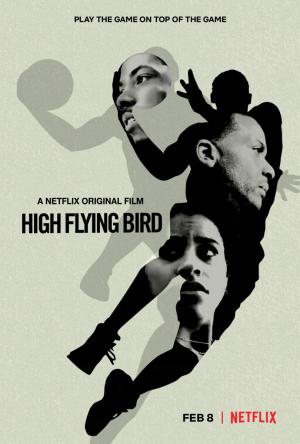 PLAY THE GAME ON TOP OF THE GAME
A NETFLIX ORIGINAL FILM
HIGH FLYING BIRD
FEB 8 | NETFLIX